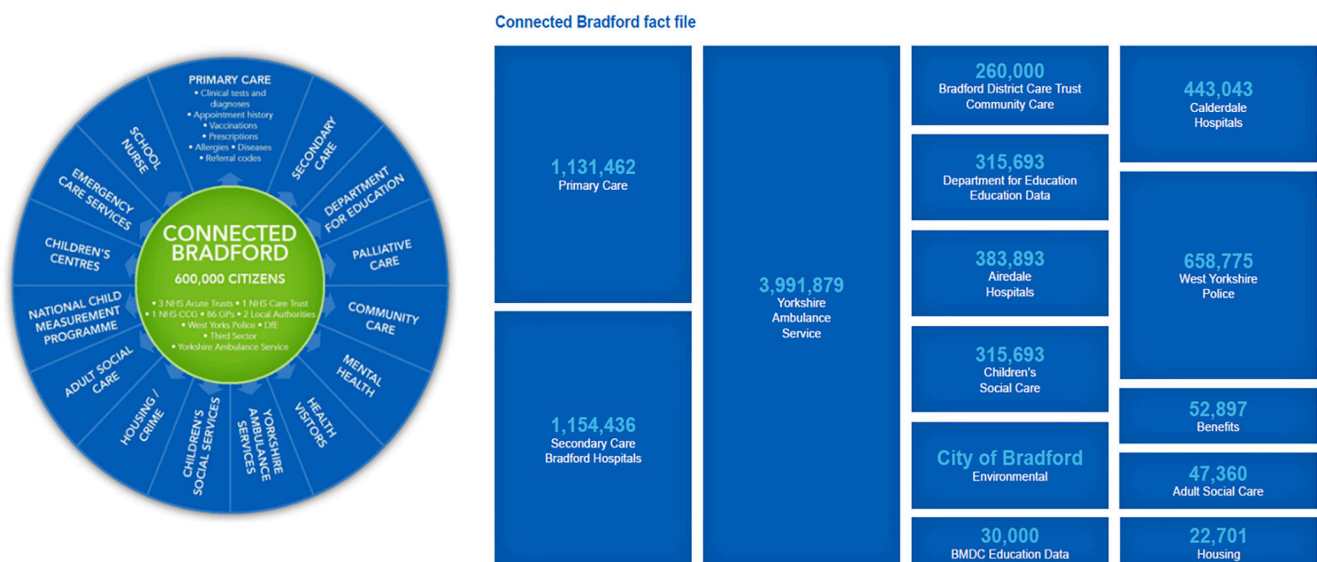 PRIMARY CARE
• Clinical tests and
diagnoses
• Appointment history
• Vaccinations
• Prescriptions
• Allergies • Diseases
• Referral codes
SECONDARY
CARE
DEPARTMENT
FOR EDUCATION
PALLIATIVE
CARE
COMMUNITY
CARE
MENTAL
HEALTH
HEALTH
VISITORS
YORKSHIRE
AMBULANCE
SERVICES
CHILDREN'S
SOCIAL SERVICES
HOUSING /
CRIME
ADULT SOCIAL
CARE
NATIONAL CHILD
MEASUREMENT
PROGRAMME
CHILDREN'S
CENTRES
EMERGENCY
CARE SERVICES
SCHOOL
NURSE
CONNECTED
BRADFORD
600,000 CITIZENS
• 3 NHS Acute Trusts • 1 NHS Care Trust
• 1 NHS CCG • 86 GPs • 2 Local Authorities
• West Yorks Police • DfE
• Third Sector
• Yorkshire Ambulance Service
Connected Bradford fact file
1,131,462
Primary Care
1,154,436
Secondary Care
Bradford Hospitals
3,991,879
Yorkshire
Ambulance
Service
260,000
Bradford District Care Trust
Community Care
315,693
Department for Education
Education Data
383,893
Airedale
Hospitals
315,693
Children's
Social Care
City of Bradford
Environmental
30,000
BMDC Education Data
443,043
Calderdale
Hospitals
658,775
West Yorkshire
Police
52,897
Benefits
47,360
Adult Social Care
22,701
Housing